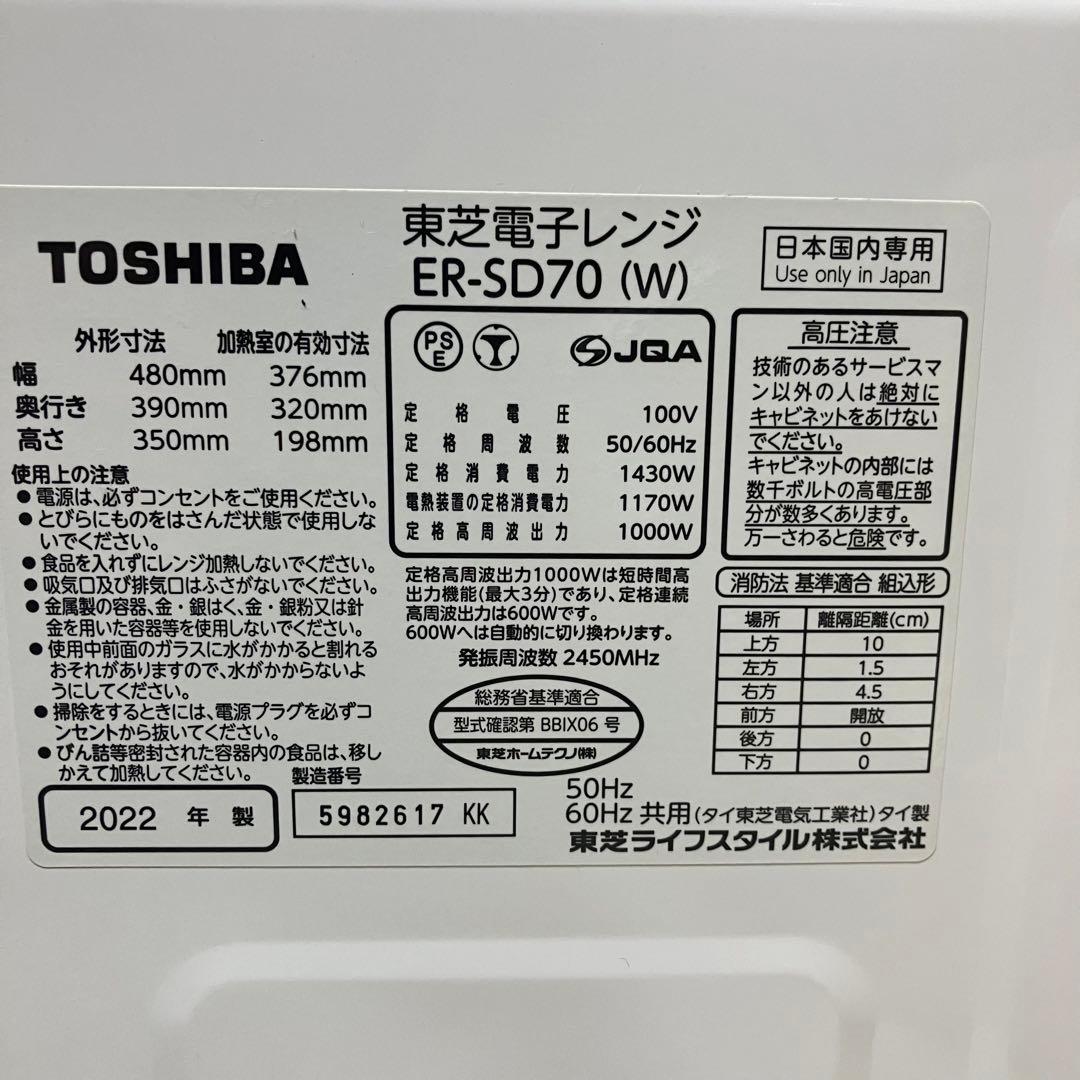 TOSHIBA
東芝電子レンジ
ER-SD70 (W)
日本国内専用
Use only in Japan
外形寸法 加熱室の有効寸法
幅 480mm 376mm
奥行き 390mm 320mm
高さ 350mm 198mm
使用上の注意
●電源は、必ずコンセントをご使用ください。
●とびらにものをはさんだ状態で使用しな
いでください。
●食品を入れずにレンジ加熱しないでください。
●吸気口及び排気口はふさがないでください。
●金属製の容器、金・銀はく、金・銀粉又は針
金を用いた容器等を使用しないでください。
●使用中前面のガラスに水がかかると割れる
おそれがありますので、水がかからないよ
うにしてください。
●掃除をするときには、電源プラグを必ずコ
ンセントから抜いてください。
●びん詰等密封された容器内の食品は、移し
かえて加熱してください。
PSE JQA
定格電圧 100V
定格周波数 50/60Hz
定格消費電力 1430W
電熱装置の定格消費電力 1170W
定格高周波出力 1000W
定格高周波出力1000Wは短時間高
出力機能(最大3分)であり、定格連続
高周波出力は600Wです。
600Wへは自動的に切り換わります。
発振周波数 2450MHz
総務省基準適合
型式確認第 BBIX06 号
東芝ホームテクノ(株)
高圧注意
技術のあるサービスマ
ン以外の人は絶対に
キャビネットをあけない
でください。
キャビネットの内部には
数千ボルトの高電圧部
分が数多くあります。
万一さわると危険です。
消防法 基準適合 組込形
場所 離隔距離(cm)
上方 10
左方 1.5
右方 4.5
前方 開放
後方 0
下方 0
2022 年 製
製造番号
5982617 KK
50Hz
60Hz 共用 (タイ東芝電気工業社) タイ製
東芝ライフスタイル株式会社